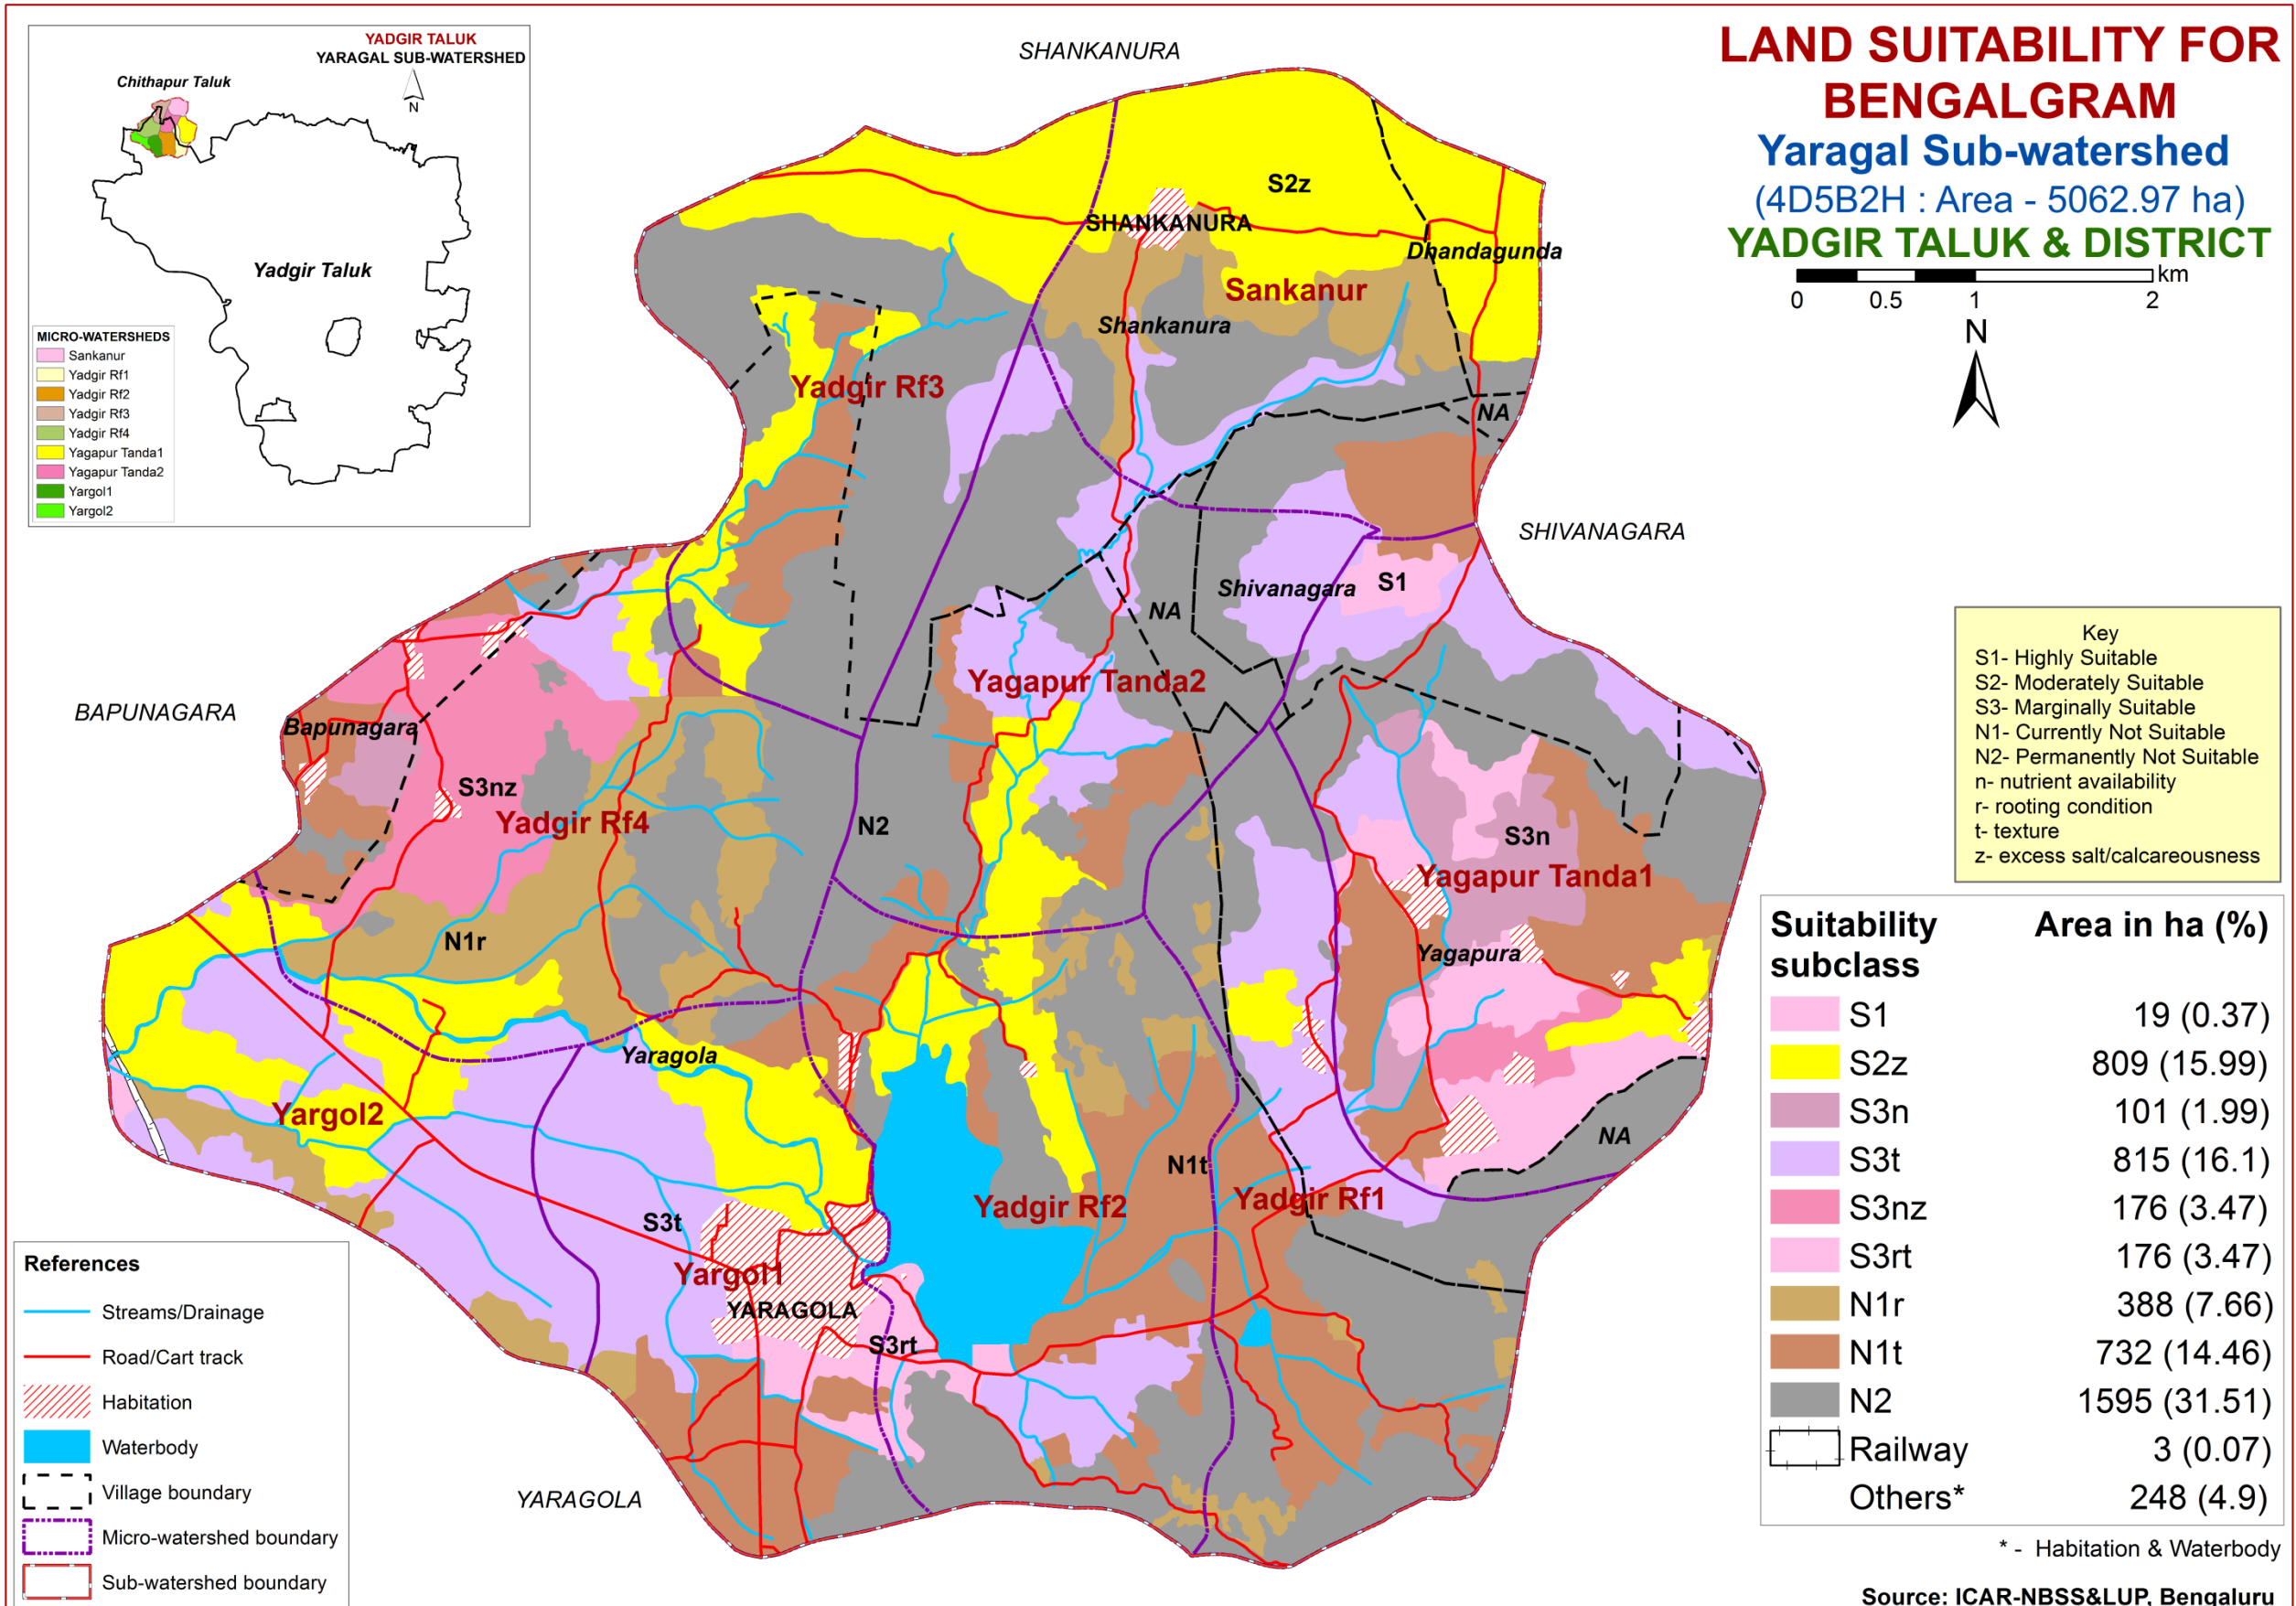 YADGIR TALUK
YARAGAL SUB-WATERSHED
N
Chithapur Taluk
Yadgir Taluk
MICRO-WATERSHEDS
Sankanur
Yadgir Rf1
Yadgir Rf2
Yadgir Rf3
Yadgir Rf4
Yagapur Tanda1
Yagapur Tanda2
Yargol1
Yargol2
LAND SUITABILITY FOR
BENGALGRAM
Yaragal Sub-watershed
(4D5B2H : Area - 5062.97 ha)
YADGIR TALUK & DISTRICT
km
0 0.5 1 2
N
SHANKANURA
S2z
SHANKANURA
Dhandagunda
Sankanur
Shankanura
Yadgir Rf3
NA
SHIVANAGARA
Shivanagara
S1
NA
Yagapur Tanda2
BAPUNAGARA
Bapunagara
S3nz
Yadgir Rf4
N2
S3n
Yagapur Tanda1
N1r
Yagapura
Yaragola
Yargol2
NA
N1t
Yadgir Rf2
Yadgir Rf1
S3t
Yargol1
YARAGOLA
S3rt
YARAGOLA
Key
S1- Highly Suitable
S2- Moderately Suitable
S3- Marginally Suitable
N1- Currently Not Suitable
N2- Permanently Not Suitable
n- nutrient availability
r- rooting condition
t- texture
z- excess salt/calcareousness
Suitability subclass Area in ha (%)
S1 19 (0.37)
S2z 809 (15.99)
S3n 101 (1.99)
S3t 815 (16.1)
S3nz 176 (3.47)
S3rt 176 (3.47)
N1r 388 (7.66)
N1t 732 (14.46)
N2 1595 (31.51)
Railway 3 (0.07)
Others* 248 (4.9)
* - Habitation & Waterbody
Source: ICAR-NBSS&LUP, Bengaluru
References
Streams/Drainage
Road/Cart track
Habitation
Waterbody
Village boundary
Micro-watershed boundary
Sub-watershed boundary